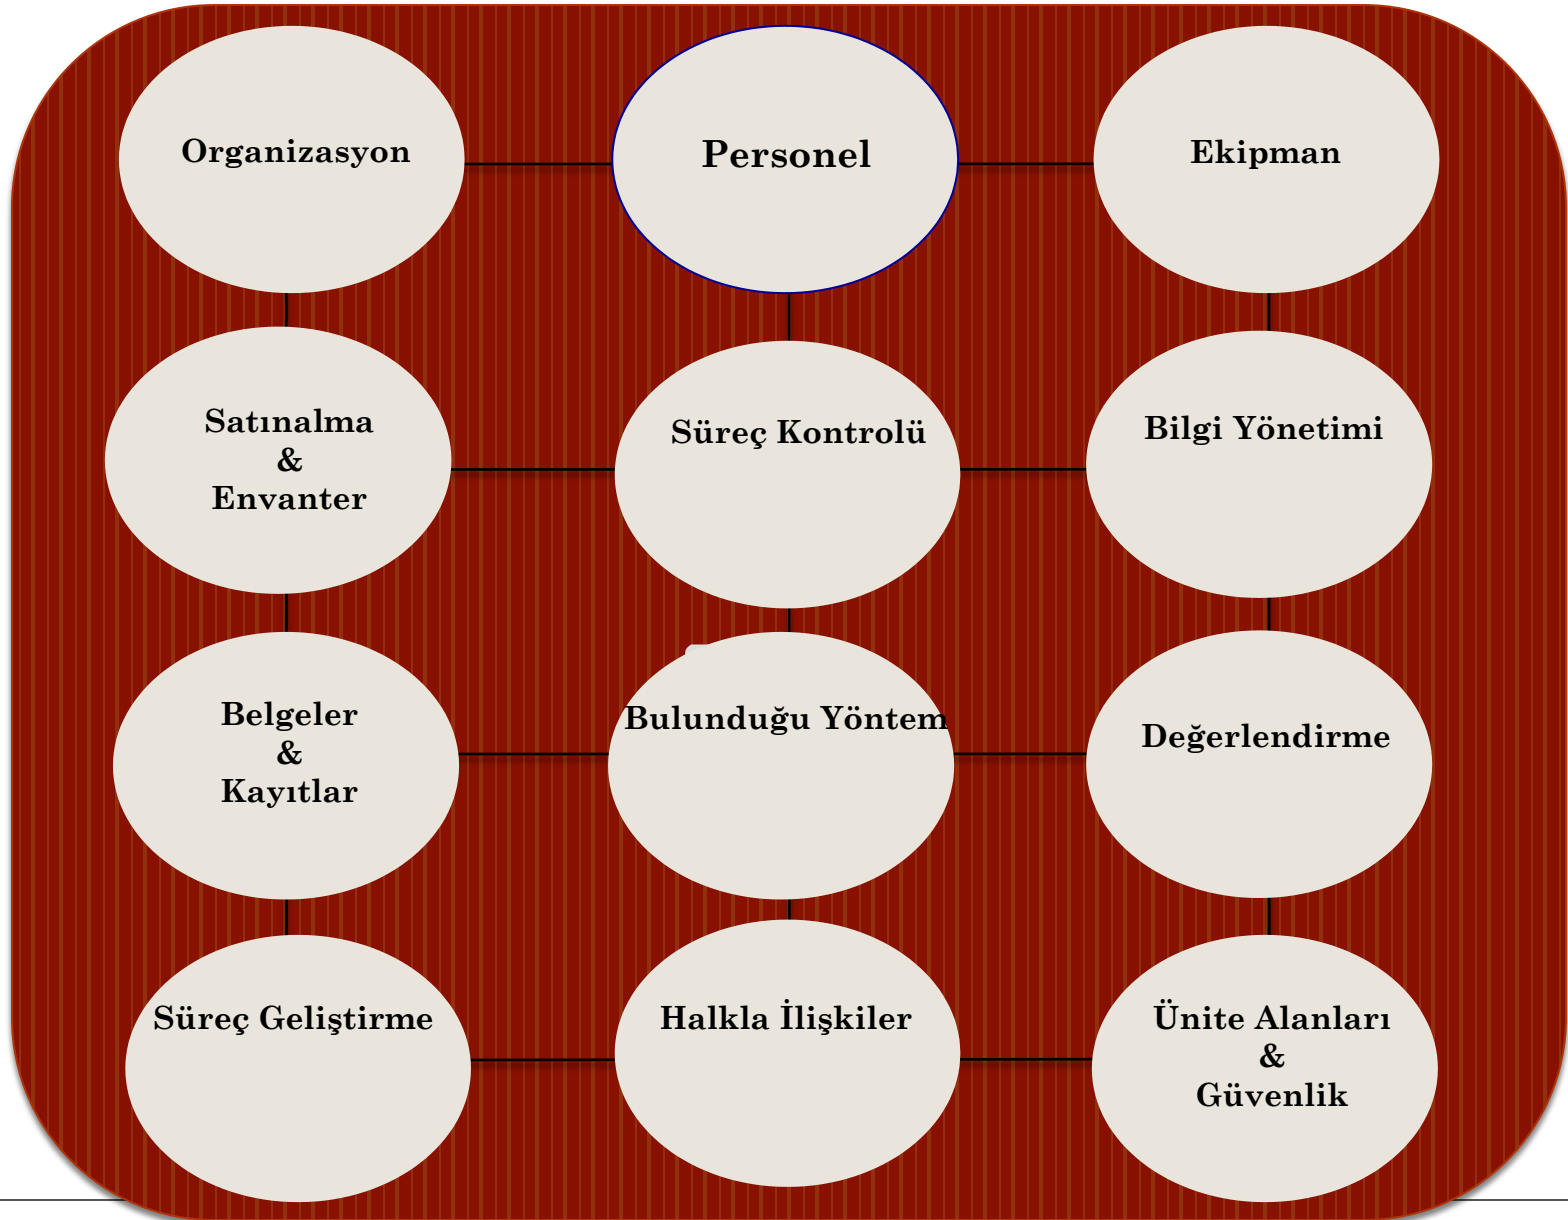 Organizasyon
Personel
Ekipman
Satınalma
&
Envanter
Süreç Kontrolü
Bilgi Yönetimi
Belgeler
&
Kayıtlar
Bulunduğu Yöntem
Değerlendirme
Süreç Geliştirme
Halkla İlişkiler
Ünite Alanları
&
Güvenlik